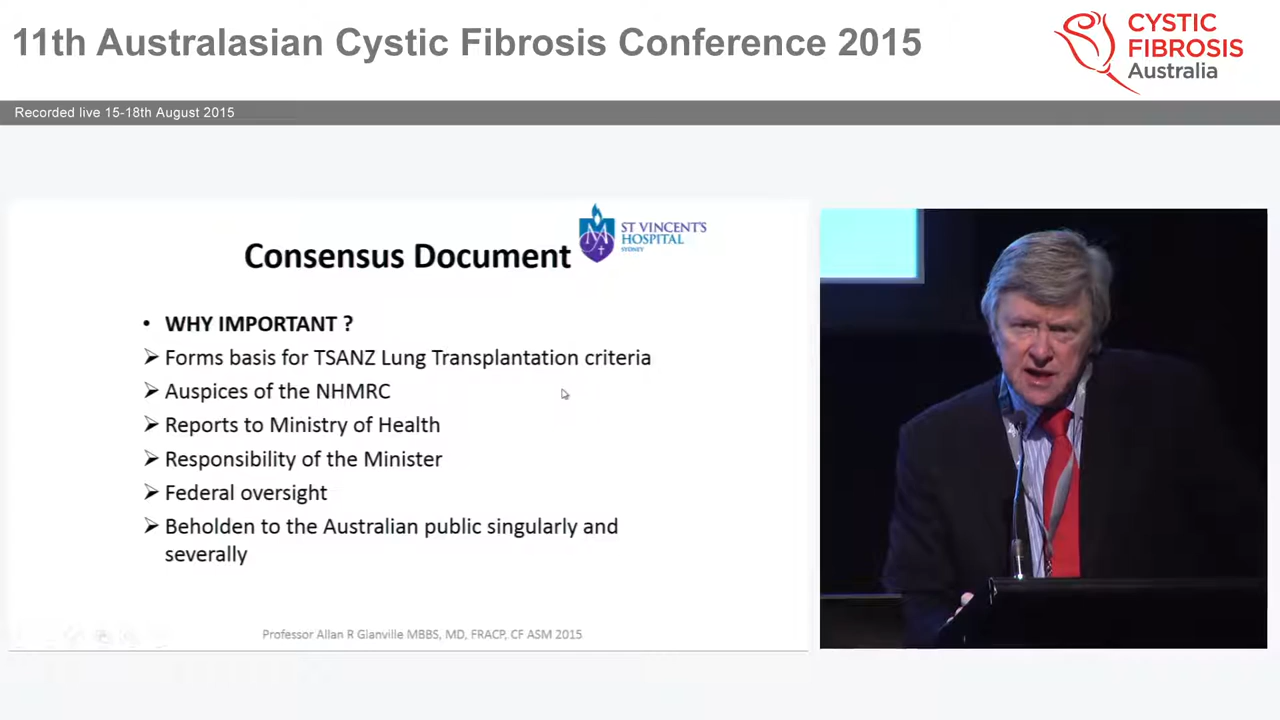 11th Australasian Cystic Fibrosis Conference 2015
CYSTIC
FIBROSIS
Australia
Recorded live 15-18th August 2015
ST VINCENT'S
HOSPITAL
SYDNEY
Consensus Document
• WHY IMPORTANT ?
➢ Forms basis for TSANZ Lung Transplantation criteria
➢ Auspices of the NHMRC
➢ Reports to Ministry of Health
➢ Responsibility of the Minister
➢ Federal oversight
➢ Beholden to the Australian public singularly and
severally
Professor Allan R Glanville MBBS, MD, FRACP, CF ASM 2015